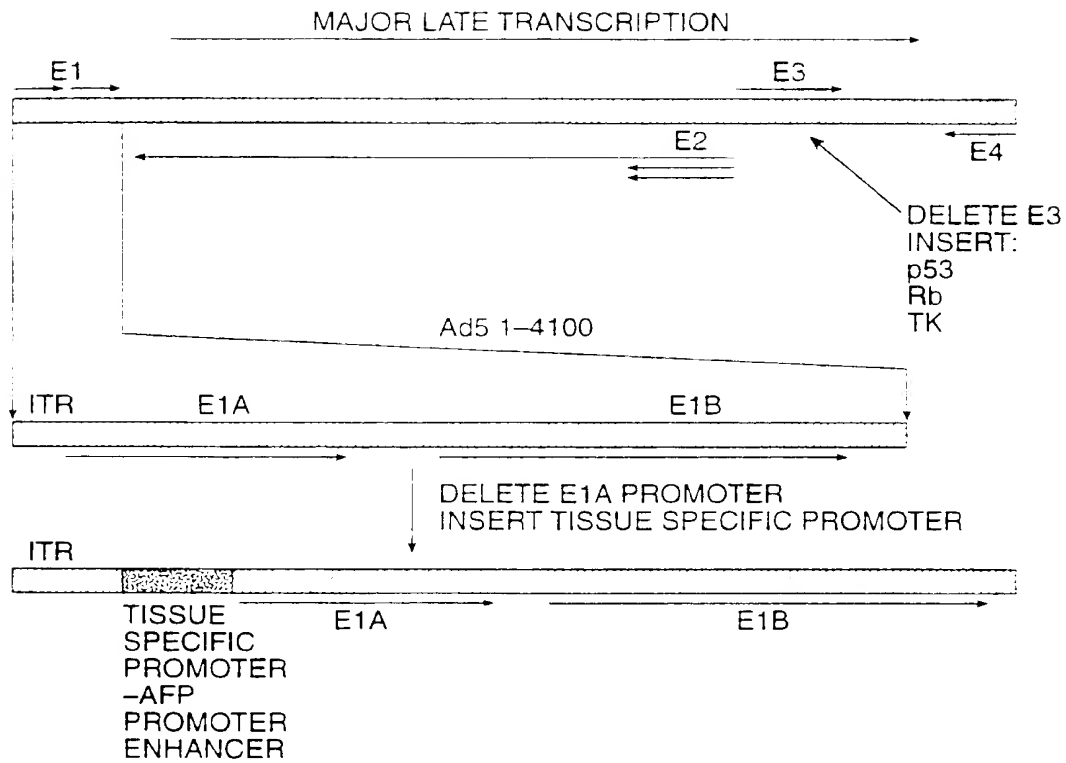 MAJOR LATE TRANSCRIPTION
E1
E3
E2
E4
DELETE E3
INSERT:
p53
Rb
TK
Ad5 1–4100
ITR
E1A
E1B
DELETE E1A PROMOTER
INSERT TISSUE SPECIFIC PROMOTER
ITR
TISSUE
SPECIFIC
PROMOTER
–AFP
PROMOTER
ENHANCER
E1A
E1B